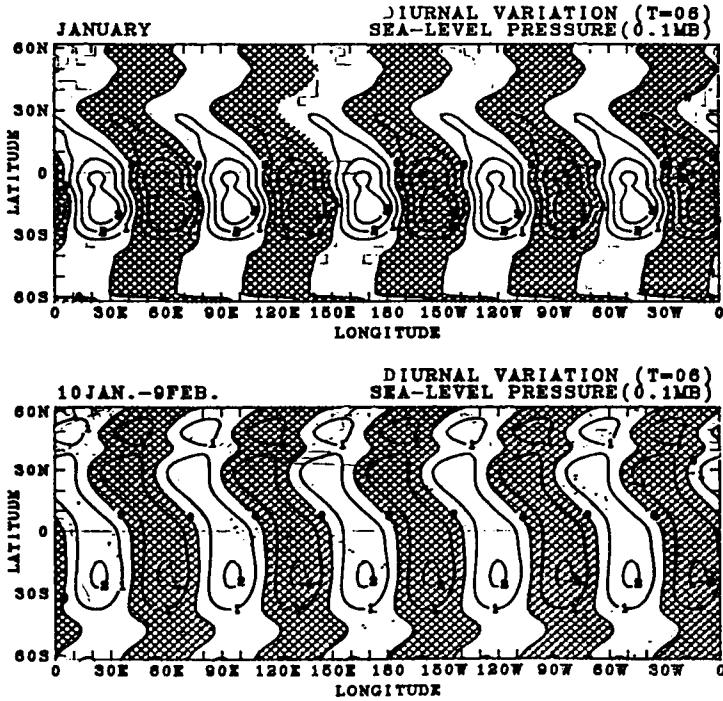 DIURNAL VARIATION (T=06)
JANUARY SEA-LEVEL PRESSURE(0.1MB)
60N
30N
0
30S
60S
LATITUDE
0 30E 60E 90E 120E 150E 180 150W 120W 90W 60W 30W 0
LONGITUDE
DIURNAL VARIATION (T=06)
10JAN.-9FEB. SEA-LEVEL PRESSURE(0.1MB)
60N
30N
0
30S
60S
LATITUDE
0 30E 60E 90E 120E 150E 180 150W 120W 90W 60W 30W 0
LONGITUDE